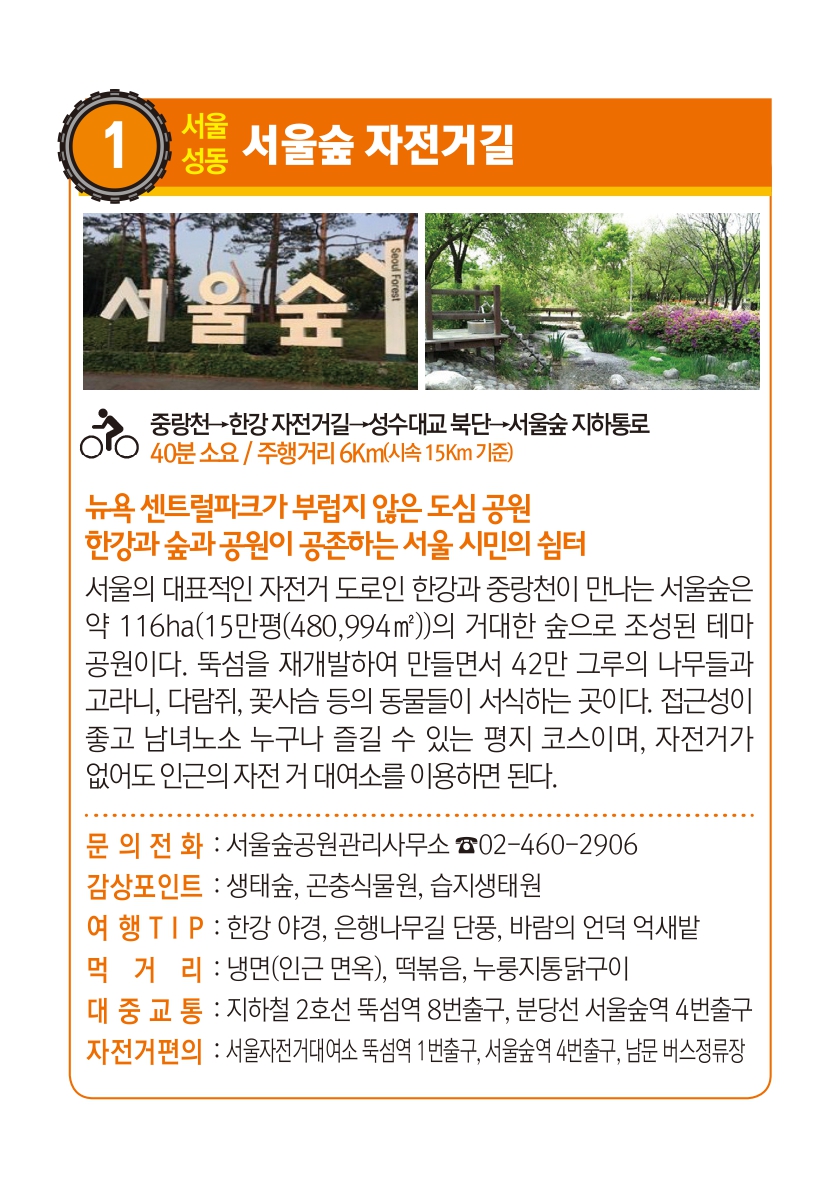 1
서울
성동
서울숲 자전거길
서울숲
Seoul Forest
중랑천→한강 자전거길→성수대교 북단→서울숲 지하통로
40분 소요 / 주행거리 6Km(시속 15Km 기준)
뉴욕 센트럴파크가 부럽지 않은 도심 공원
한강과 숲과 공원이 공존하는 서울 시민의 쉼터
서울의 대표적인 자전거 도로인 한강과 중랑천이 만나는 서울숲은
약 116ha(15만평(480,994㎡))의 거대한 숲으로 조성된 테마
공원이다. 뚝섬을 재개발하여 만들면서 42만 그루의 나무들과
고라니, 다람쥐, 꽃사슴 등의 동물들이 서식하는 곳이다. 접근성이
좋고 남녀노소 누구나 즐길 수 있는 평지 코스이며, 자전거가
없어도 인근의 자전 거 대여소를 이용하면 된다.
문의전화 : 서울숲공원관리사무소 ☎02-460-2906
감상포인트 : 생태숲, 곤충식물원, 습지생태원
여행TIP : 한강 야경, 은행나무길 단풍, 바람의 언덕 억새밭
먹거리 : 냉면(인근 면옥), 떡볶음, 누룽지통닭구이
대중교통 : 지하철 2호선 뚝섬역 8번출구, 분당선 서울숲역 4번출구
자전거편의 : 서울자전거대여소 뚝섬역 1번출구, 서울숲역 4번출구, 남문 버스정류장